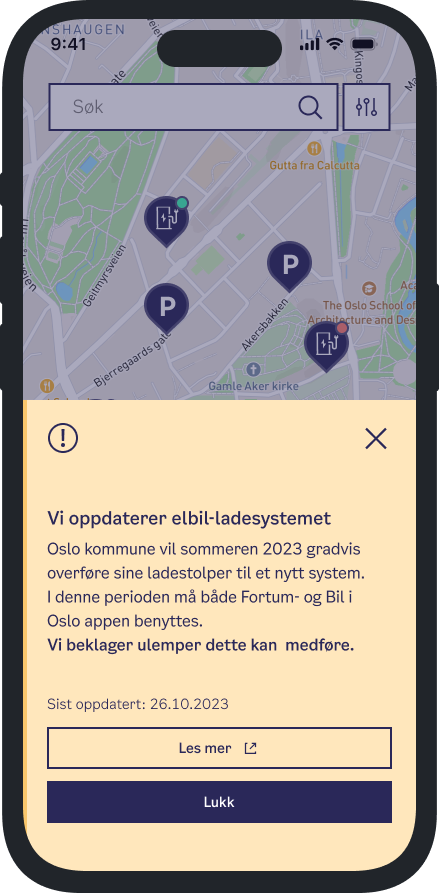 NSHAUGEN
ILA
9:41
Søk
gate
Kingos
Gutta fra Calcutta
Geitmyrsveien
veien
P
P
Akersbakken
The Oslo School of
Architecture and Des
Bjerregaards gate
Gamle Aker kirke
Vi oppdaterer elbil-ladesystemet
Oslo kommune vil sommeren 2023 gradvis
overføre sine ladestolper til et nytt system.
I denne perioden må både Fortum- og Bil i
Oslo appen benyttes.
Vi beklager ulemper dette kan  medføre.
Sist oppdatert: 26.10.2023
Les mer
Lukk